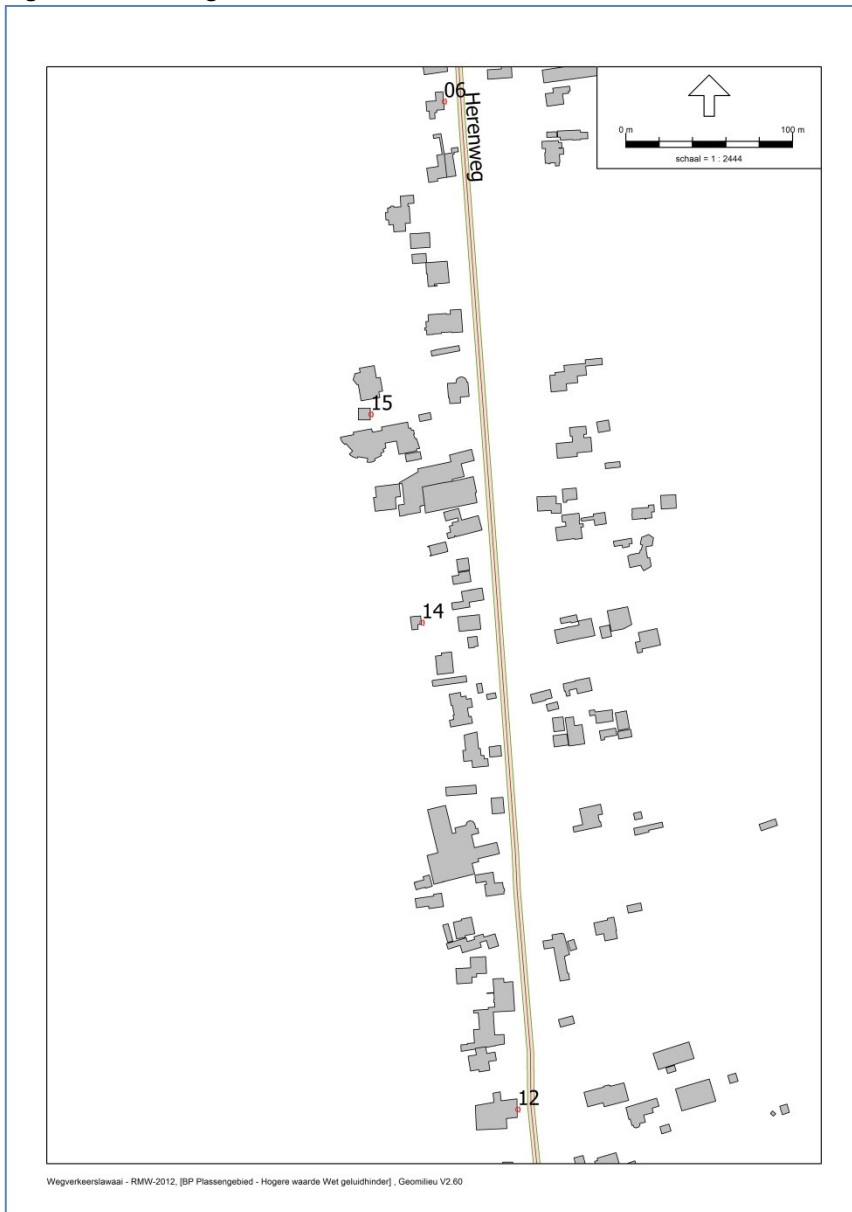 06
Herenweg
0 m
100 m
schaal = 1 : 2444
15
14
12
Wegverkeerslawaai - RMW-2012, [BP Plassengebied - Hogere waarde Wet geluidhinder] , Geomilieu V2.60